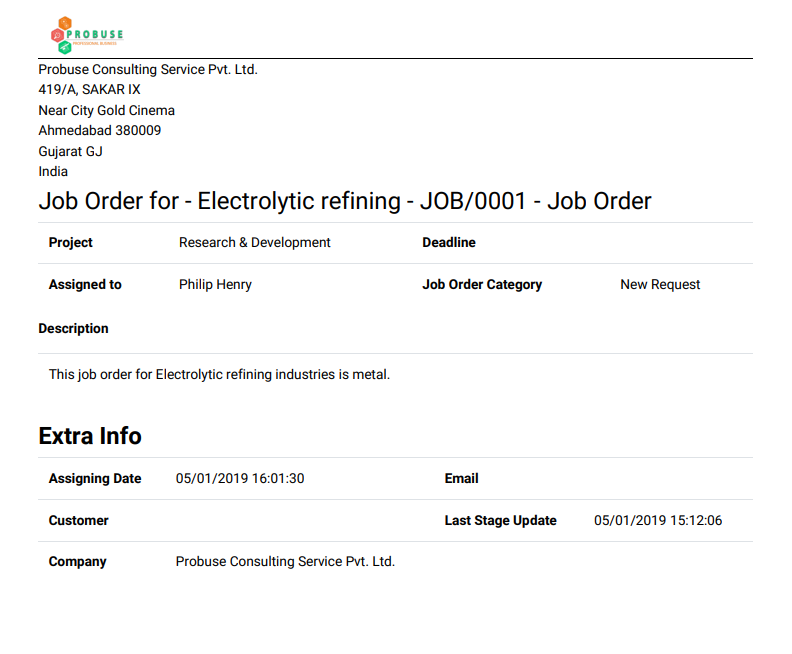 PROBUSE
PROFESSIONAL BUSINESS
Probuse Consulting Service Pvt. Ltd.
419/A, SAKAR IX
Near City Gold Cinema
Ahmedabad 380009
Gujarat GJ
India
Job Order for - Electrolytic refining - JOB/0001 - Job Order
Project Research & Development Deadline
Assigned to Philip Henry Job Order Category New Request
Description
This job order for Electrolytic refining industries is metal.
Extra Info
Assigning Date 05/01/2019 16:01:30 Email
Customer Last Stage Update 05/01/2019 15:12:06
Company Probuse Consulting Service Pvt. Ltd.